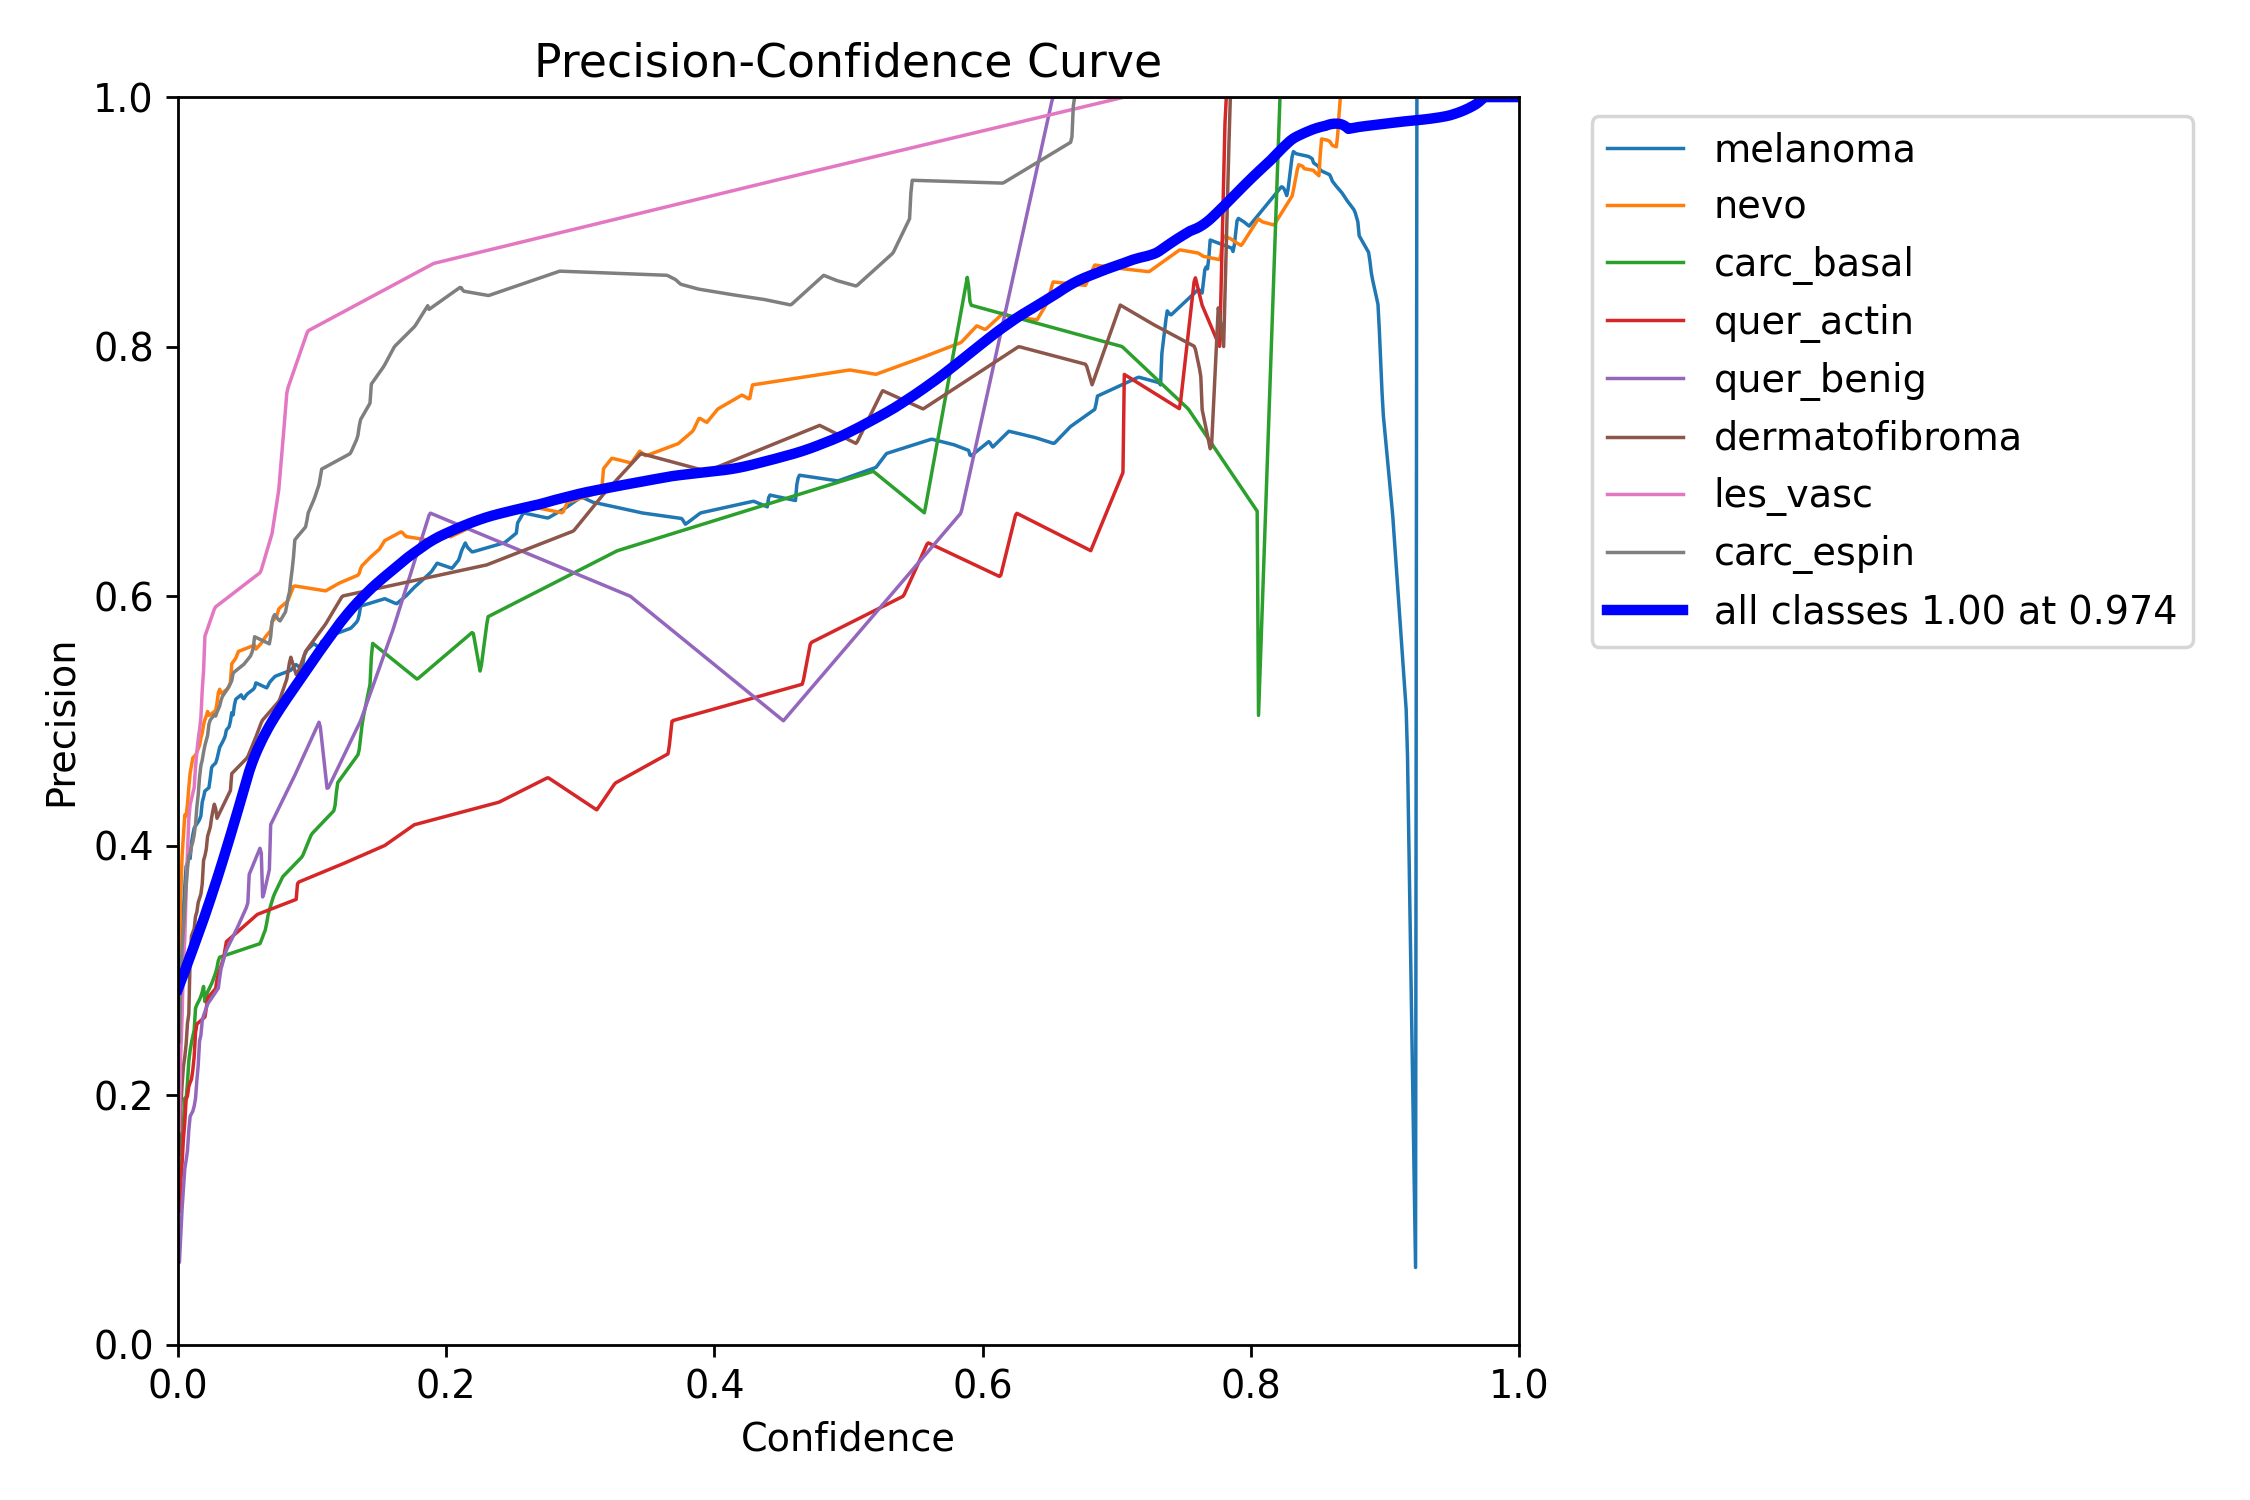 Precision-Confidence Curve
1.0
0.8
0.6
0.4
0.2
0.0
Precision
0.0 0.2 0.4 0.6 0.8 1.0
Confidence
melanoma
nevo
carc_basal
quer_actin
quer_benig
dermatofibroma
les_vasc
carc_espin
all classes 1.00 at 0.974